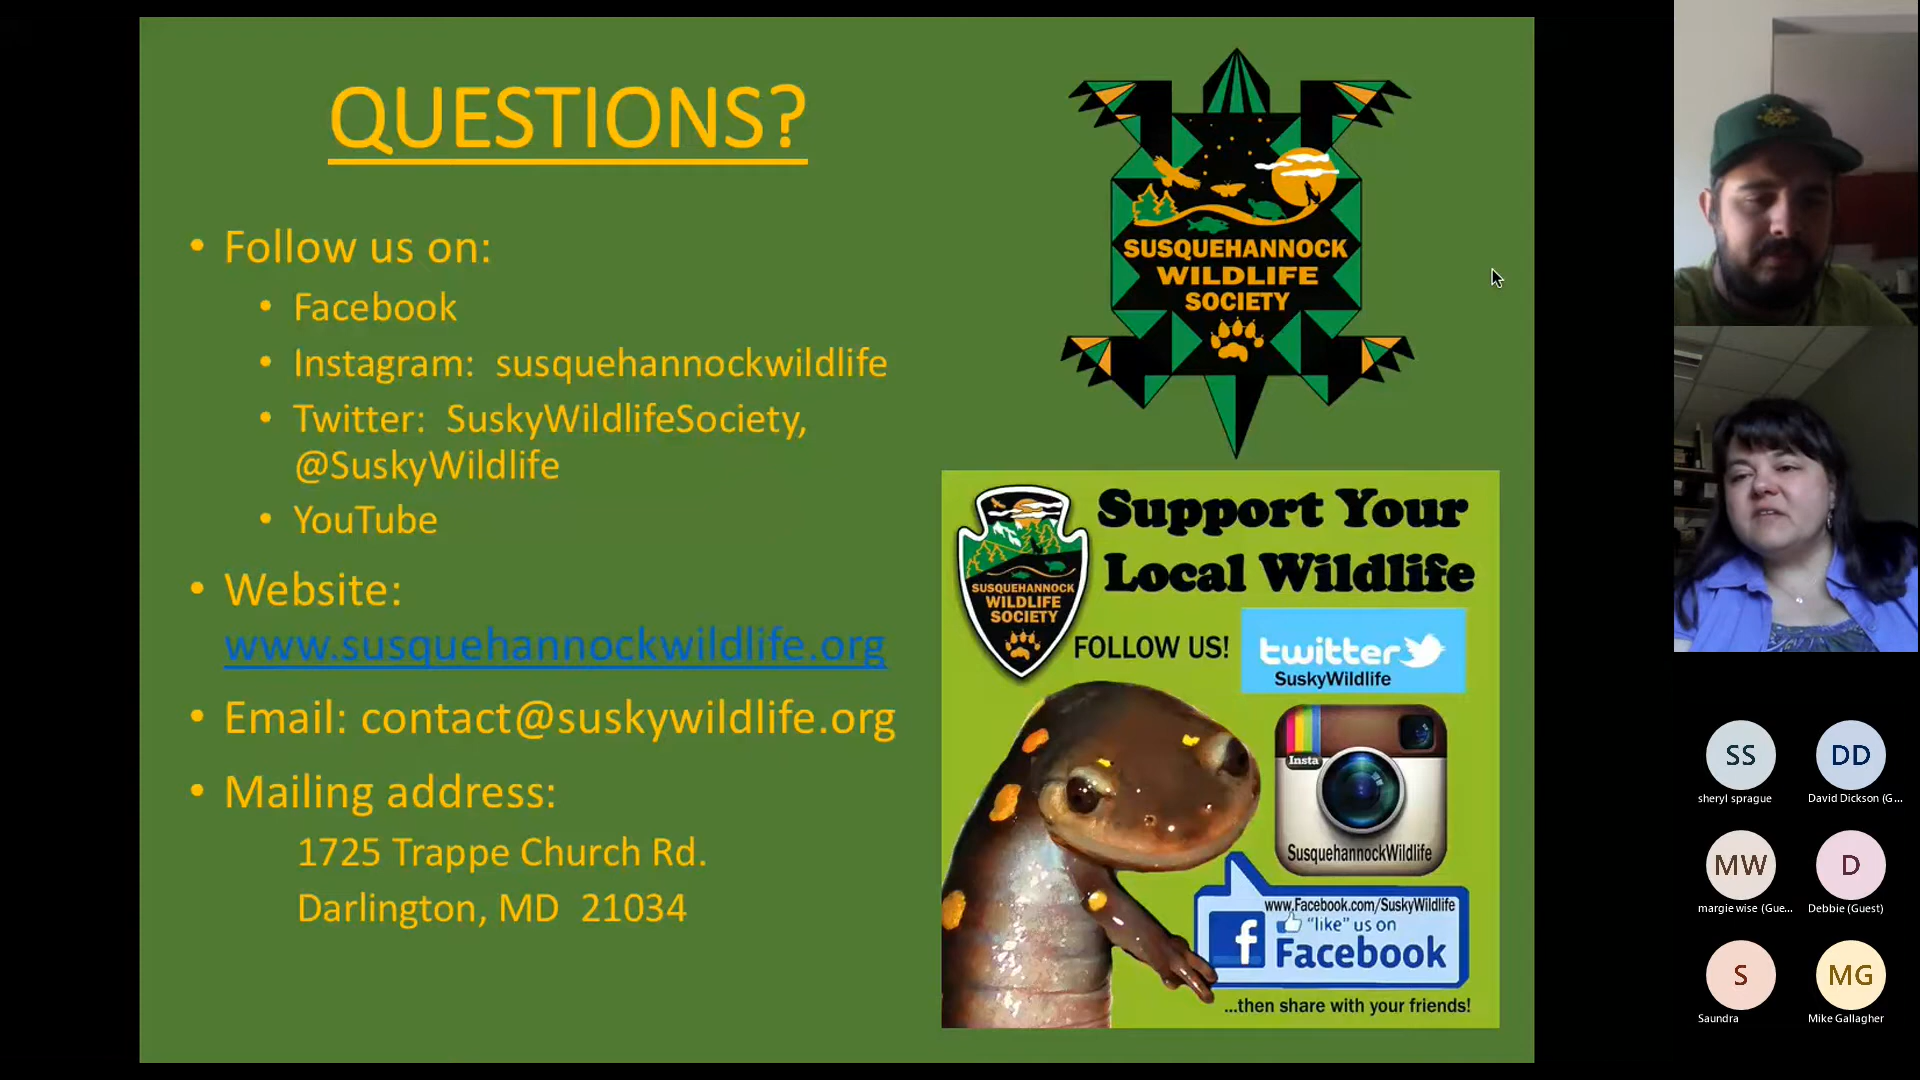 QUESTIONS?
• Follow us on:
• Facebook
• Instagram: susquehannockwildlife
• Twitter: SuskyWildlifeSociety,
@SuskyWildlife
• YouTube
• Website:
www.susquehannockwildlife.org
• Email: contact@suskywildlife.org
• Mailing address:
1725 Trappe Church Rd.
Darlington, MD 21034
SUSQUEHANNOCK
WILDLIFE
SOCIETY
Support Your
Local Wildlife
SUSQUEHANNOCK
WILDLIFE
SOCIETY
FOLLOW US!
twitter
SuskyWildlife
Insta
SusquehannockWildlife
www.Facebook.com/SuskyWildlife
"like" us on
f Facebook
...then share with your friends!
SS
sheryl sprague
DD
David Dickson (G...
MW
margie wise (Gue...
D
Debbie (Guest)
S
Saundra
MG
Mike Gallagher